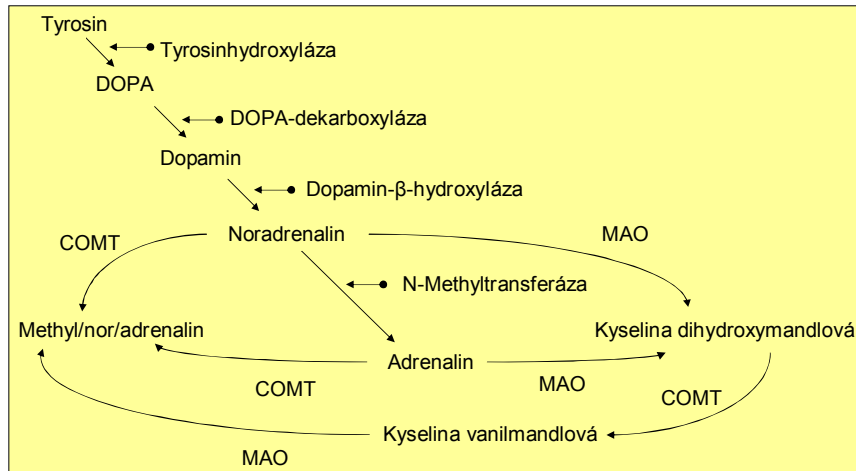 Tyrosin
Tyrosinhydroxyláza
DOPA
DOPA-dekarboxyláza
Dopamin
Dopamin-β-hydroxyláza
COMT
Noradrenalin
MAO
N-Methyltransferáza
Methyl/nor/adrenalin
Kyselina dihydroxymandlová
Adrenalin
COMT
MAO
COMT
Kyselina vanilmandlová
MAO